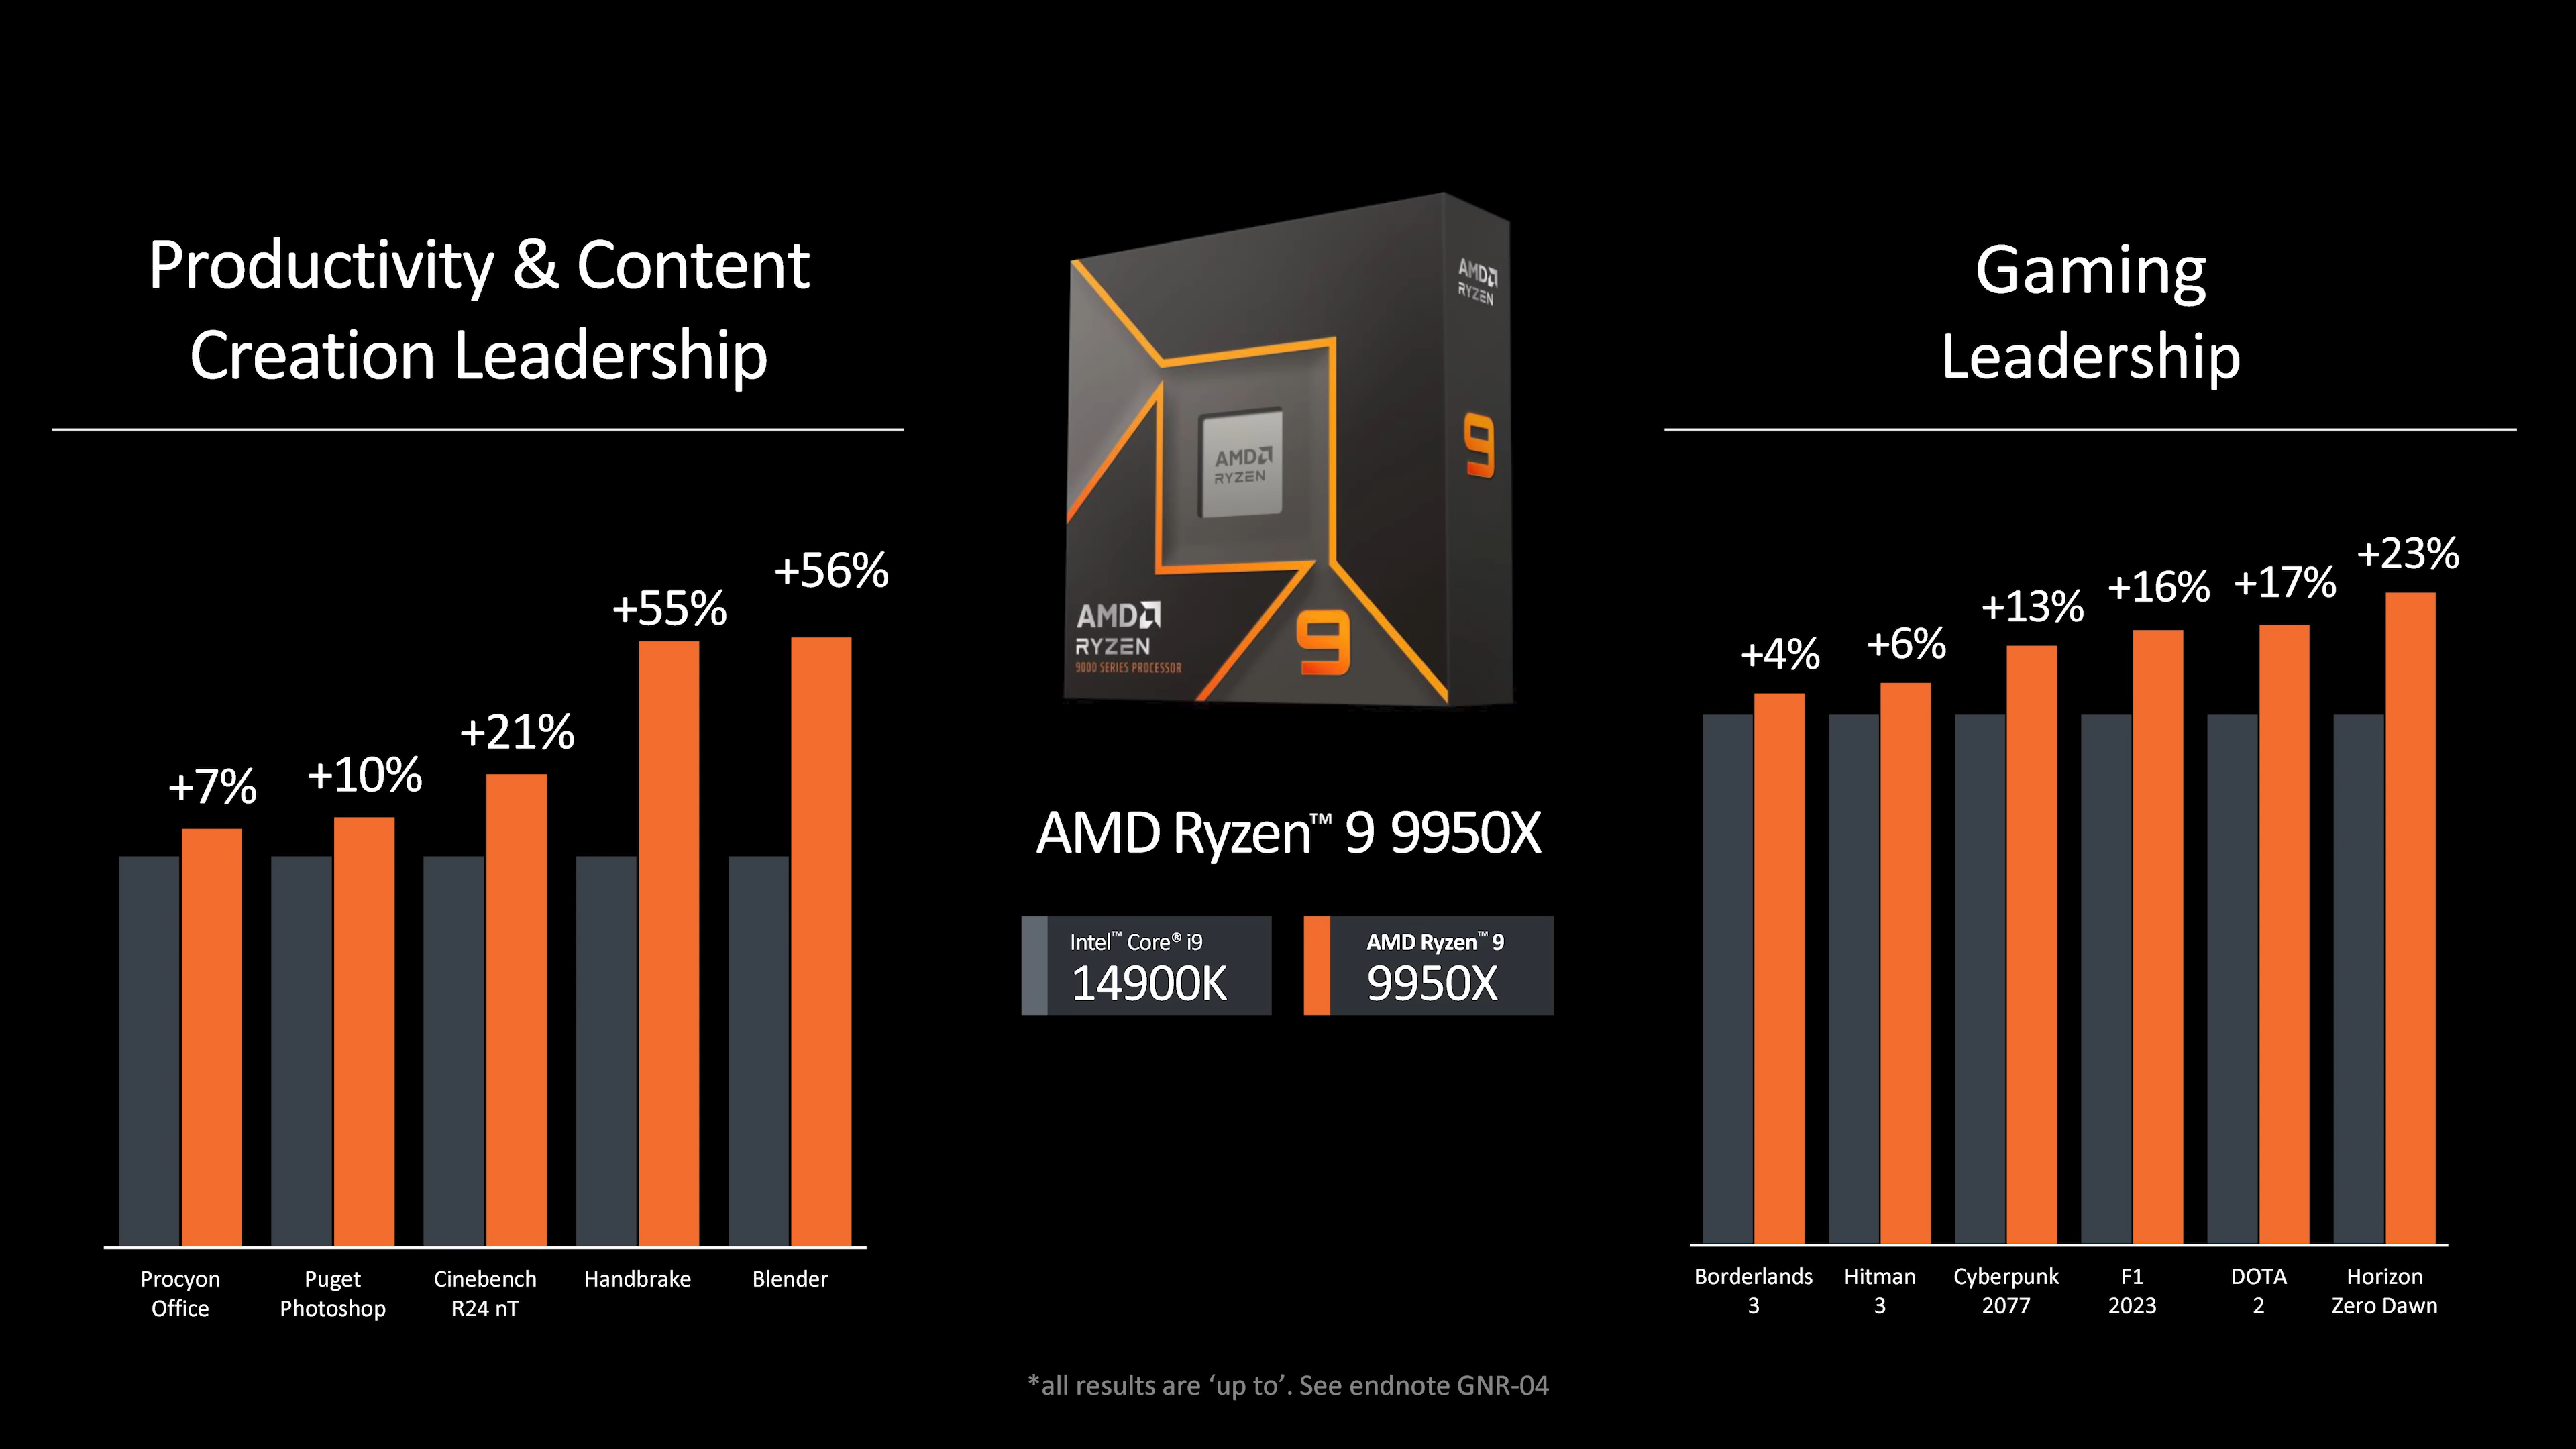 Productivity & Content
Creation Leadership
+7%
+10%
+21%
+55%
+56%
Procyon
Office
Puget
Photoshop
Cinebench
R24 nT
Handbrake
Blender
AMD
RYZEN
9
AMD
RYZEN
AMD
RYZEN
9000 SERIES PROCESSOR
9
AMD Ryzen™ 9 9950X
Intel™ Core® i9
14900K
AMD Ryzen™ 9
9950X
Gaming
Leadership
+4%
+6%
+13%
+16%
+17%
+23%
Borderlands
3
Hitman
3
Cyberpunk
2077
F1
2023
DOTA
2
Horizon
Zero Dawn
*all results are ‘up to’. See endnote GNR-04